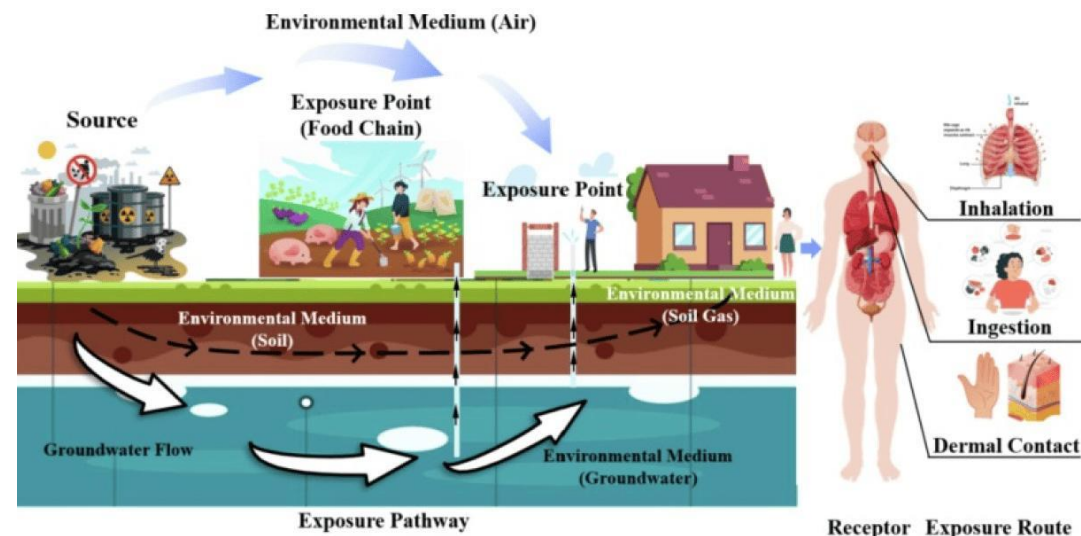 Environmental Medium (Air)
Source
Exposure Point
(Food Chain)
Exposure Point
Environmental Medium
(Soil)
Environmental Medium
(Soil Gas)
Groundwater Flow
Environmental Medium
(Groundwater)
Exposure Pathway
Inhalation
Ingestion
Dermal Contact
Receptor
Exposure Route